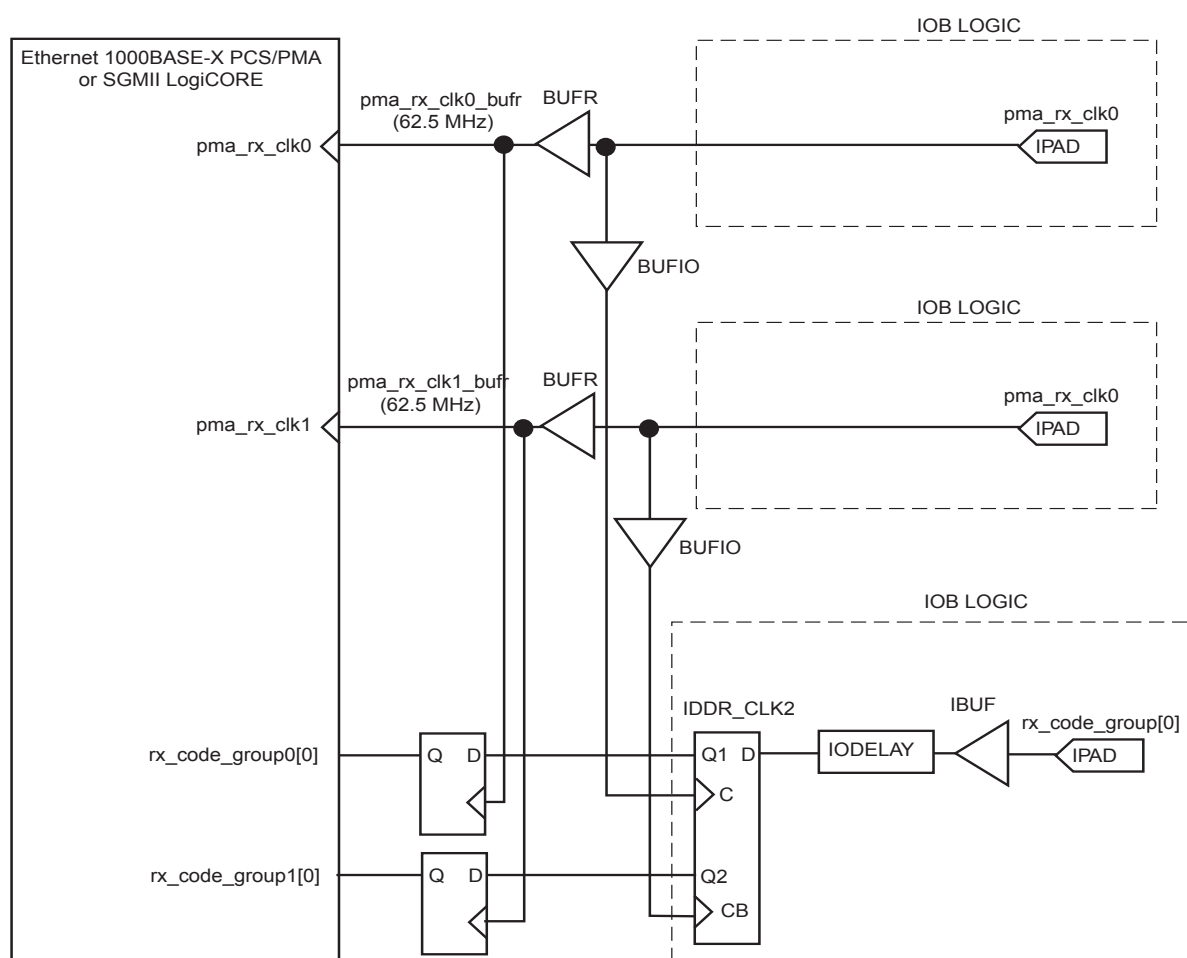 IOB LOGIC
Ethernet 1000BASE-X PCS/PMA
or SGMII LogiCORE
pma_rx_clk0_bufr
(62.5 MHz)
BUFR
pma_rx_clk0
pma_rx_clk0
IPAD
BUFIO
IOB LOGIC
pma_rx_clk1_bufr
(62.5 MHz)
BUFR
pma_rx_clk0
pma_rx_clk1
IPAD
BUFIO
IOB LOGIC
IDDR_CLK2
IBUF
rx_code_group[0]
rx_code_group0[0]
Q D
Q1 D
IODELAY
IPAD
C
rx_code_group1[0]
Q D
Q2
CB